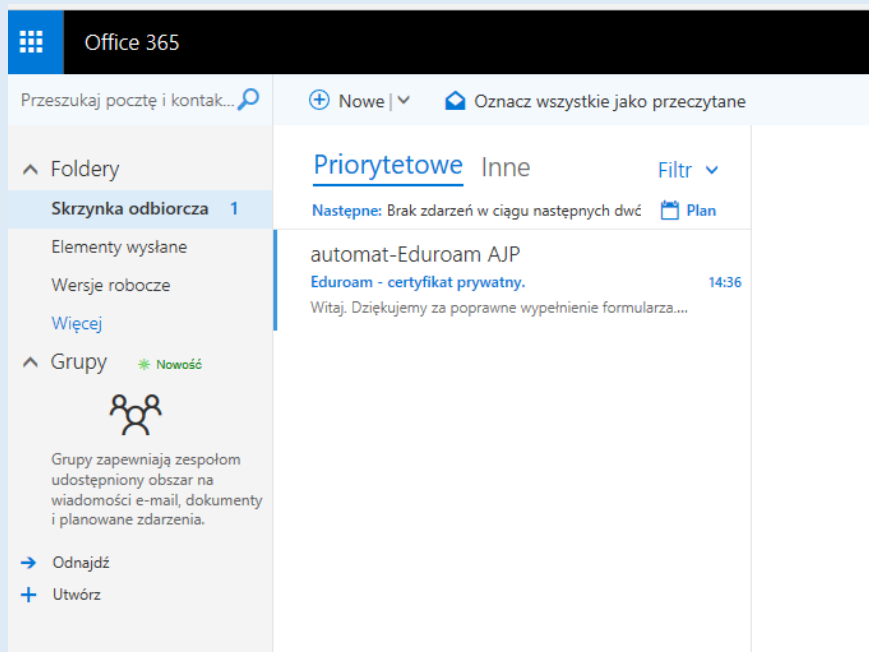 Office 365
Przeszukaj pocztę i kontak...
Nowe
Oznacz wszystkie jako przeczytane
Foldery
Skrzynka odbiorcza 1
Elementy wysłane
Wersje robocze
Więcej
Grupy Nowość
Grupy zapewniają zespołom
udostępniony obszar na
wiadomości e-mail, dokumenty
i planowane zdarzenia.
Odnajdź
Utwórz
Priorytetowe Inne Filtr
Następne: Brak zdarzeń w ciągu następnych dwć Plan
automat-Eduroam AJP
Eduroam - certyfikat prywatny. 14:36
Witaj. Dziękujemy za poprawne wypełnienie formularza....